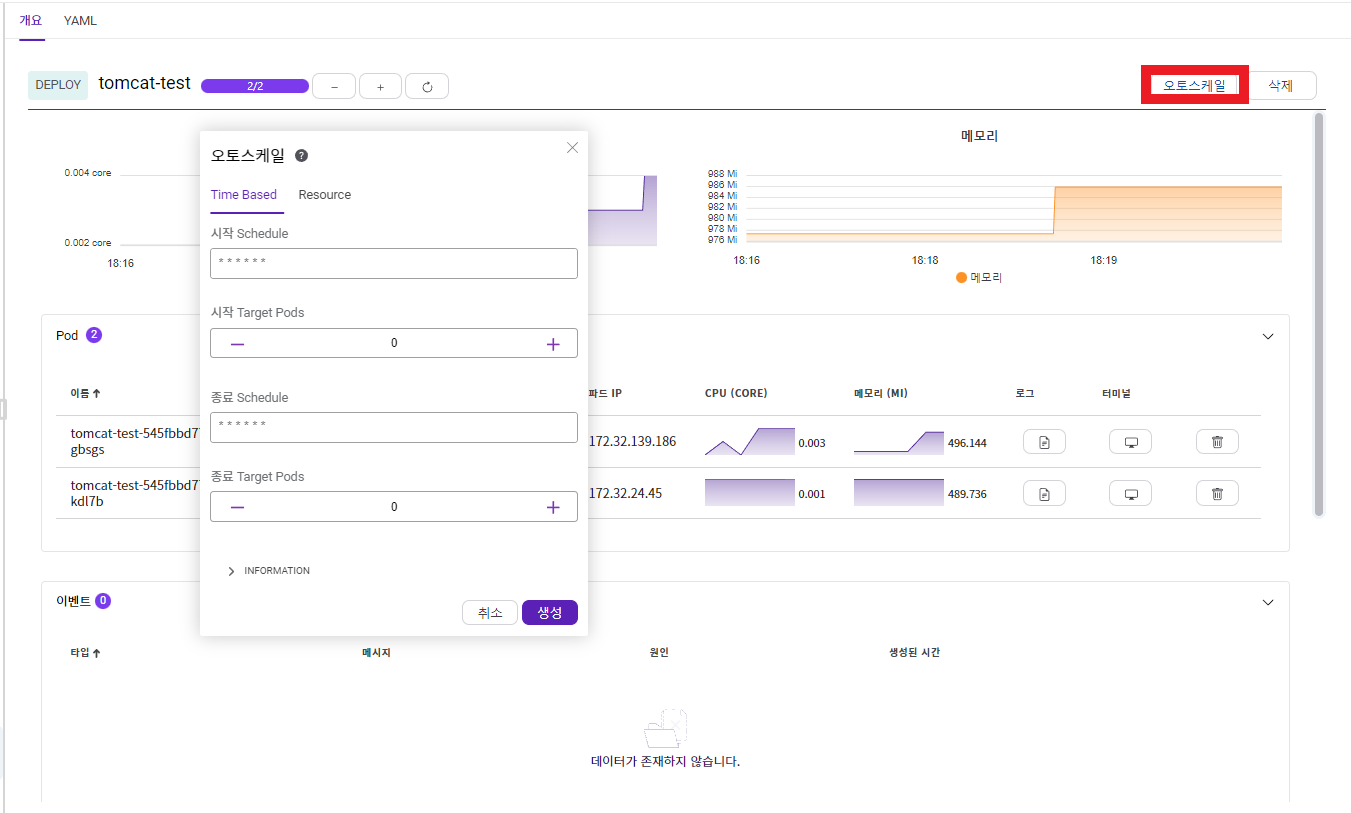 개요 YAML
DEPLOY tomcat-test 2/2 − + 오토스케일 삭제
오토스케일 ?
Time Based Resource
시작 Schedule
* * * * * *
시작 Target Pods
0
종료 Schedule
* * * * * *
종료 Target Pods
0
INFORMATION
취소 생성
0.004 core
0.002 core
18:16
메모리
988 Mi
986 Mi
984 Mi
982 Mi
980 Mi
978 Mi
976 Mi
18:16 18:18 18:19
메모리
Pod 2
이름 파드 IP CPU (CORE) 메모리 (MI) 로그 터미널
tomcat-test-545fbbd7
gbsgs
172.32.139.186 0.003 496.144
tomcat-test-545fbbd7
kdl7b
172.32.24.45 0.001 489.736
이벤트 0
타입 메시지 원인 생성된 시간
데이터가 존재하지 않습니다.